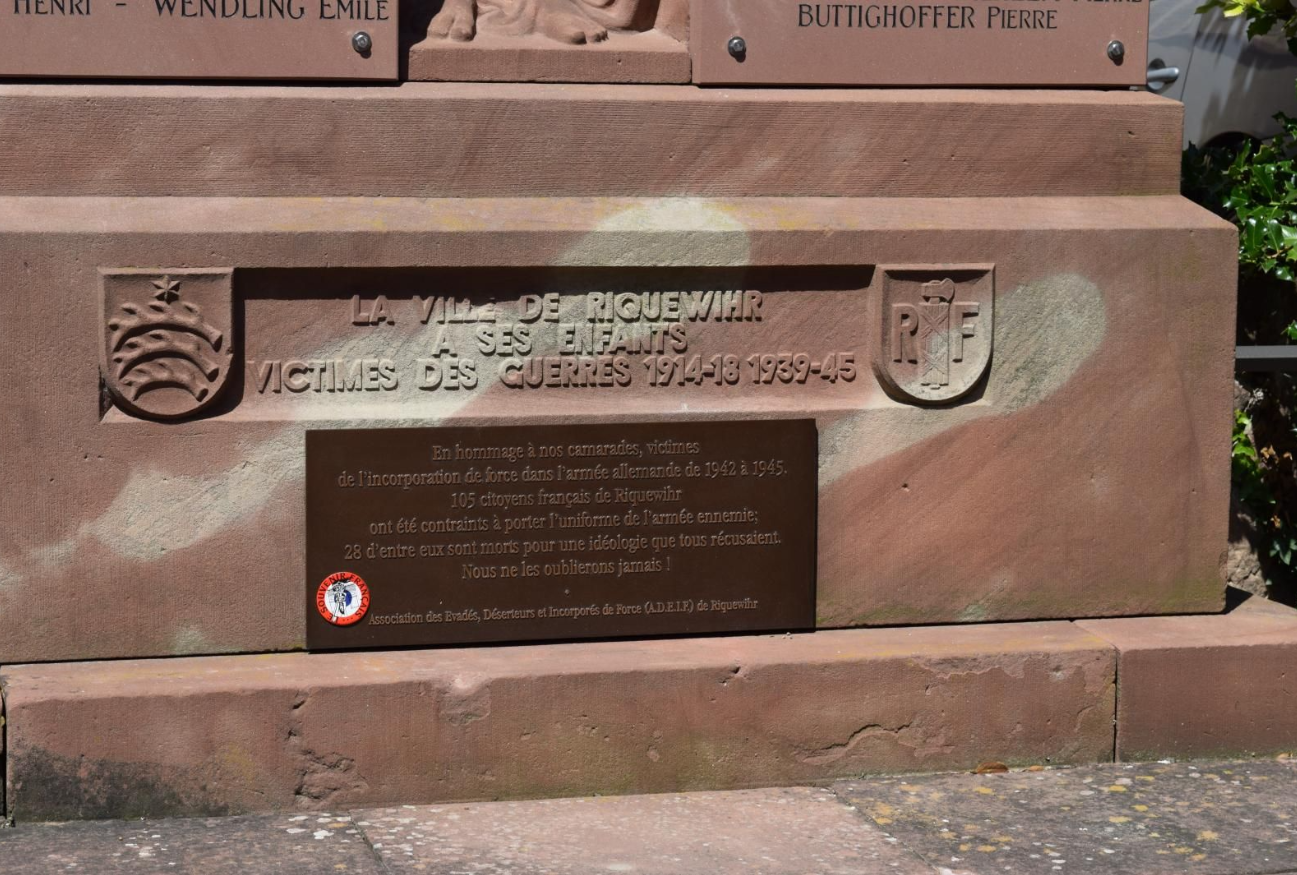 HENRI - WENDLING EMILE
BUTTIGHOFFER PIERRE
LA VILLE DE RIQUEWIHR
A SES ENFANTS
VICTIMES DES GUERRES 1914-18 1939-45
RF
En hommage à nos camarades, victimes
de l'incorporation de force dans l'armée allemande de 1942 à 1945.
105 citoyens français de Riquewihr
ont été contraints à porter l'uniforme de l'armée ennemie;
28 d'entre eux sont morts pour une idéologie que tous récusaient.
Nous ne les oublierons jamais !
SOUVENIR FRANÇAIS
Association des Evadés, Déserteurs et Incorporés de Force (A.D.E.I.F.) de Riquewihr